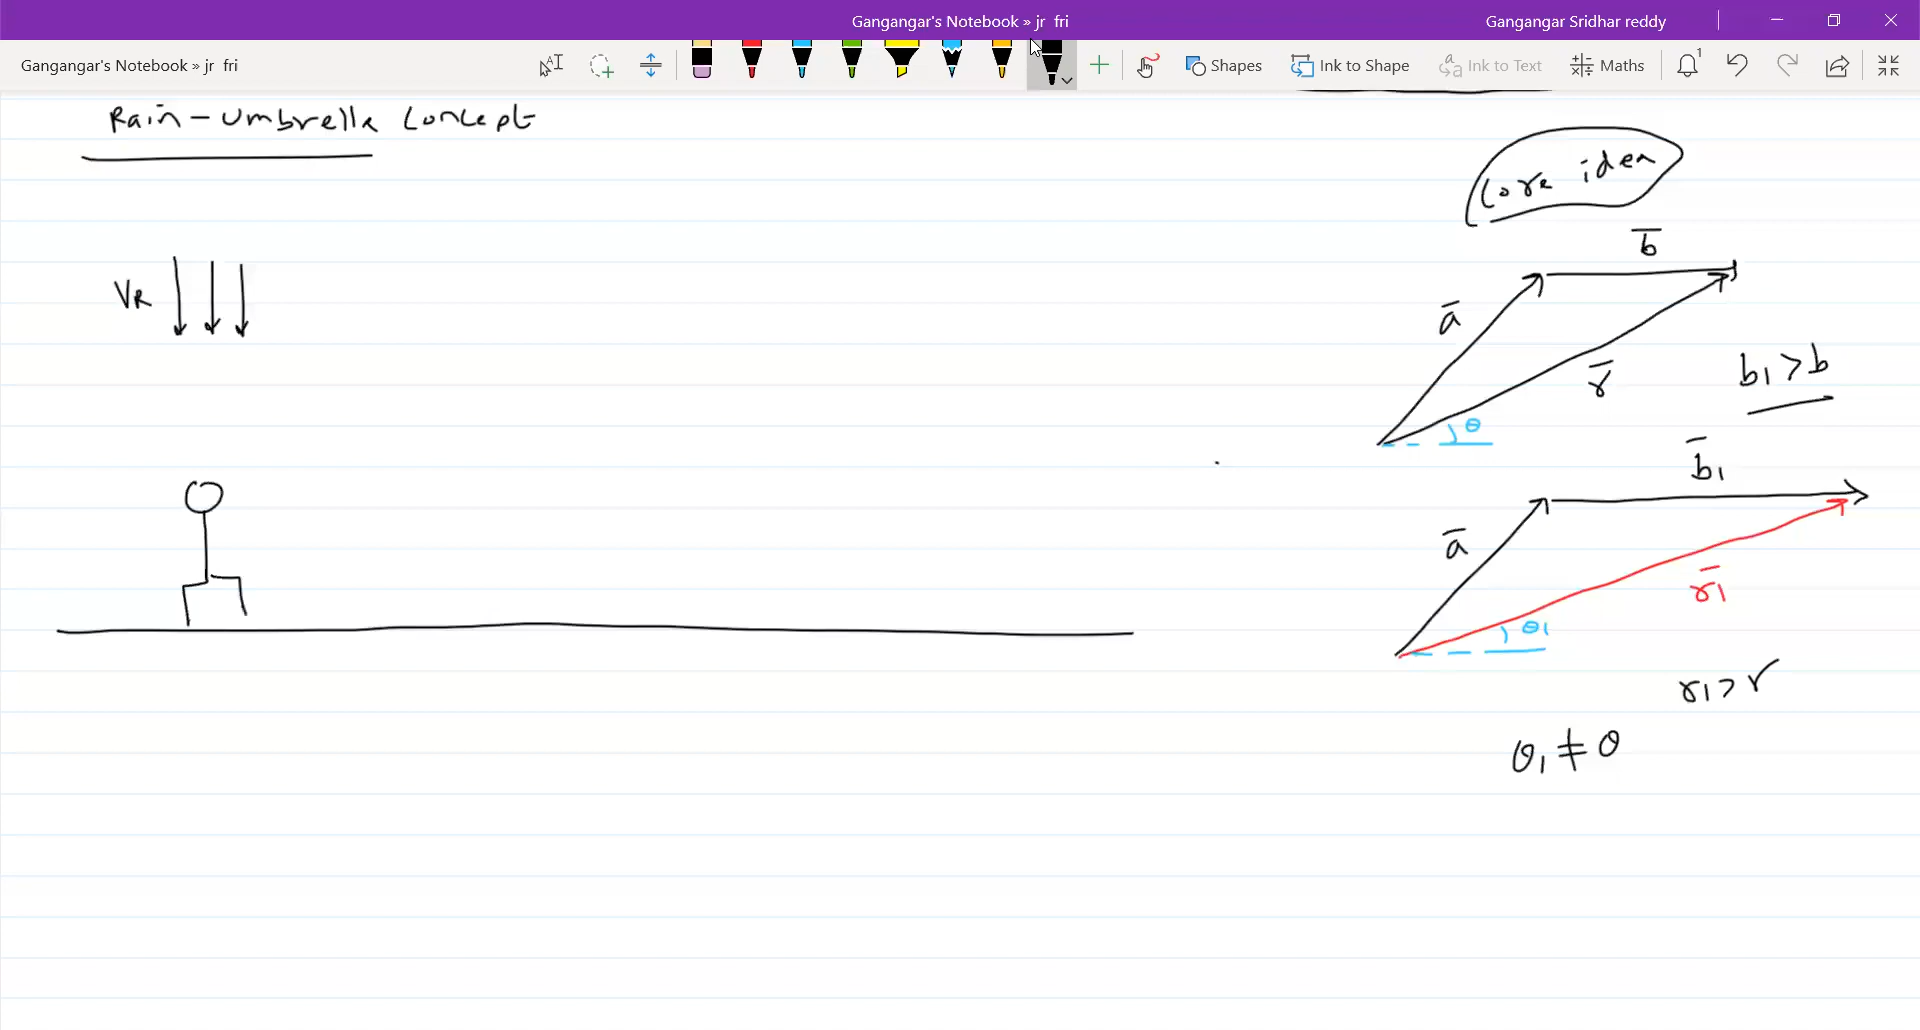 Gangangar's Notebook » jr fri
Gangangar Sridhar reddy
Gangangar's Notebook » jr fri
Shapes
Ink to Shape
Ink to Text
Maths
1
Rain - Umbrella Concept
Core idea
VR
b̅
a̅
r̅
θ
b₁ > b
b̅₁
a̅
r̅₁
θ₁
r₁ > r
θ₁ ≠ θ